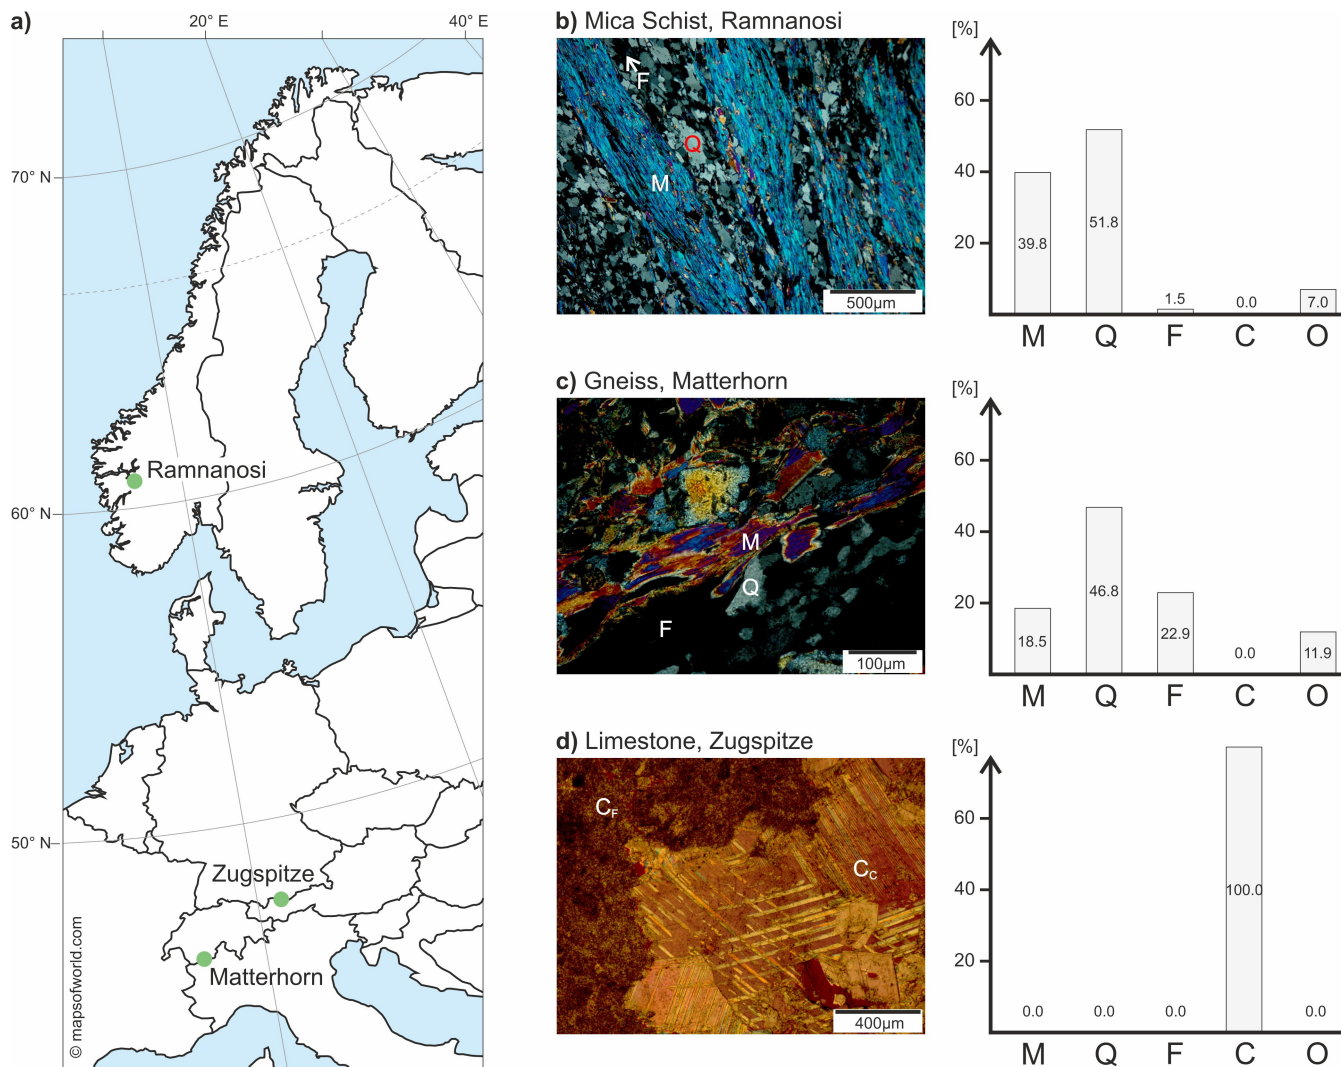 a)
20° E
40° E
70° N
60° N
50° N
Ramnanosi
Zugspitze
Matterhorn
© mapsofworld.com
b) Mica Schist, Ramnanosi
F
Q
M
500µm
[%]
60
40
20
39.8
51.8
1.5
0.0
7.0
M Q F C O
c) Gneiss, Matterhorn
M
Q
F
100µm
[%]
60
40
20
18.5
46.8
22.9
0.0
11.9
M Q F C O
d) Limestone, Zugspitze
CF
CC
400µm
[%]
60
40
20
0.0
0.0
0.0
100.0
0.0
M Q F C O